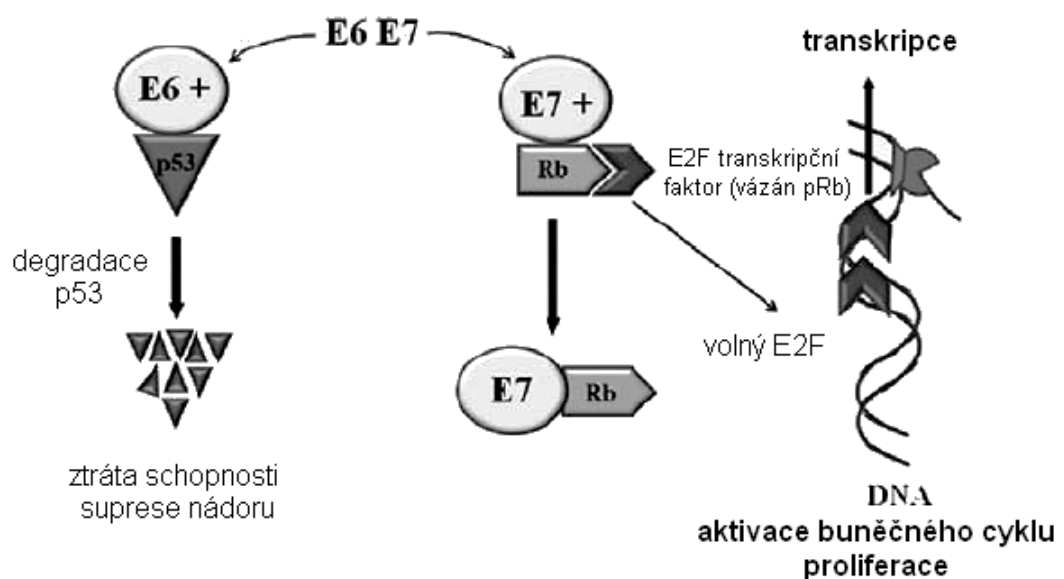 E6 E7
transkripce
E6 +
p53
E7 +
Rb
E2F transkripční
faktor (vázán pRb)
degradace
p53
volný E2F
E7
Rb
ztráta schopnosti
suprese nádoru
DNA
aktivace buněčného cyklu
proliferace